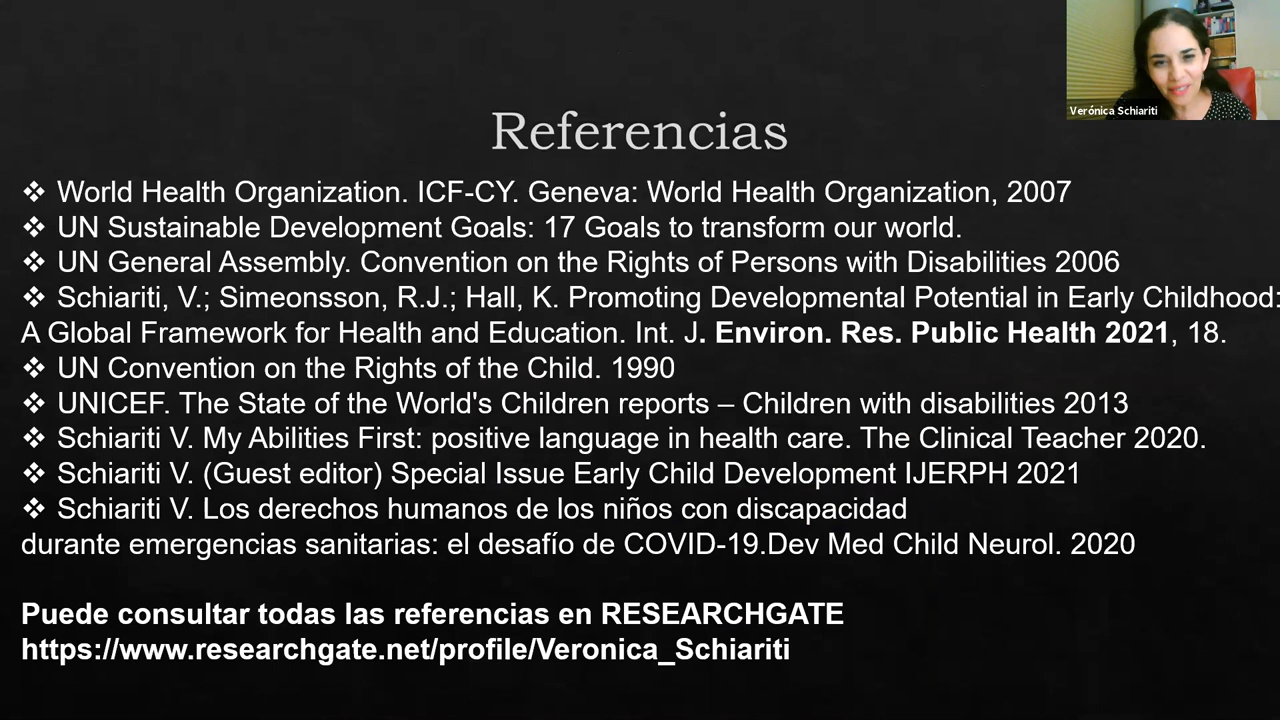 Verónica Schiariti
Referencias
❖ World Health Organization. ICF-CY. Geneva: World Health Organization, 2007
❖ UN Sustainable Development Goals: 17 Goals to transform our world.
❖ UN General Assembly. Convention on the Rights of Persons with Disabilities 2006
❖ Schiariti, V.; Simeonsson, R.J.; Hall, K. Promoting Developmental Potential in Early Childhood:
A Global Framework for Health and Education. Int. J. Environ. Res. Public Health 2021, 18.
❖ UN Convention on the Rights of the Child. 1990
❖ UNICEF. The State of the World's Children reports – Children with disabilities 2013
❖ Schiariti V. My Abilities First: positive language in health care. The Clinical Teacher 2020.
❖ Schiariti V. (Guest editor) Special Issue Early Child Development IJERPH 2021
❖ Schiariti V. Los derechos humanos de los niños con discapacidad
durante emergencias sanitarias: el desafío de COVID-19.Dev Med Child Neurol. 2020
Puede consultar todas las referencias en RESEARCHGATE
https://www.researchgate.net/profile/Veronica_Schiariti